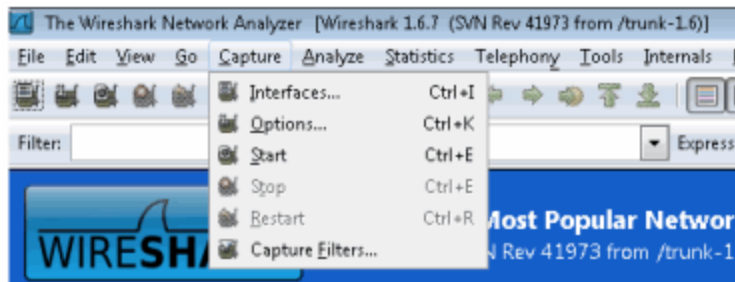 The Wireshark Network Analyzer [Wireshark 1.6.7 (SVN Rev 41973 from /trunk-1.6)]
File Edit View Go Capture Analyze Statistics Telephony Tools Internals
Interfaces... Ctrl+I
Options... Ctrl+K
Start Ctrl+E
Stop Ctrl+E
Restart Ctrl+R
Capture Filters...
Filter: Express
WIRESH
Most Popular Networ
N Rev 41973 from /trunk-1